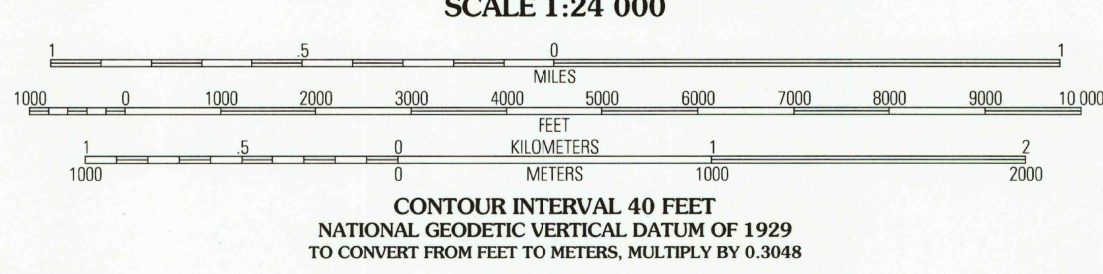 SCALE 1:24 000
1 .5 0 1
MILES
1000 0 1000 2000 3000 4000 5000 6000 7000 8000 9000 10 000
FEET
1 .5 0 KILOMETERS 1 2
1000 0 METERS 1000 2000
CONTOUR INTERVAL 40 FEET
NATIONAL GEODETIC VERTICAL DATUM OF 1929
TO CONVERT FROM FEET TO METERS, MULTIPLY BY 0.3048